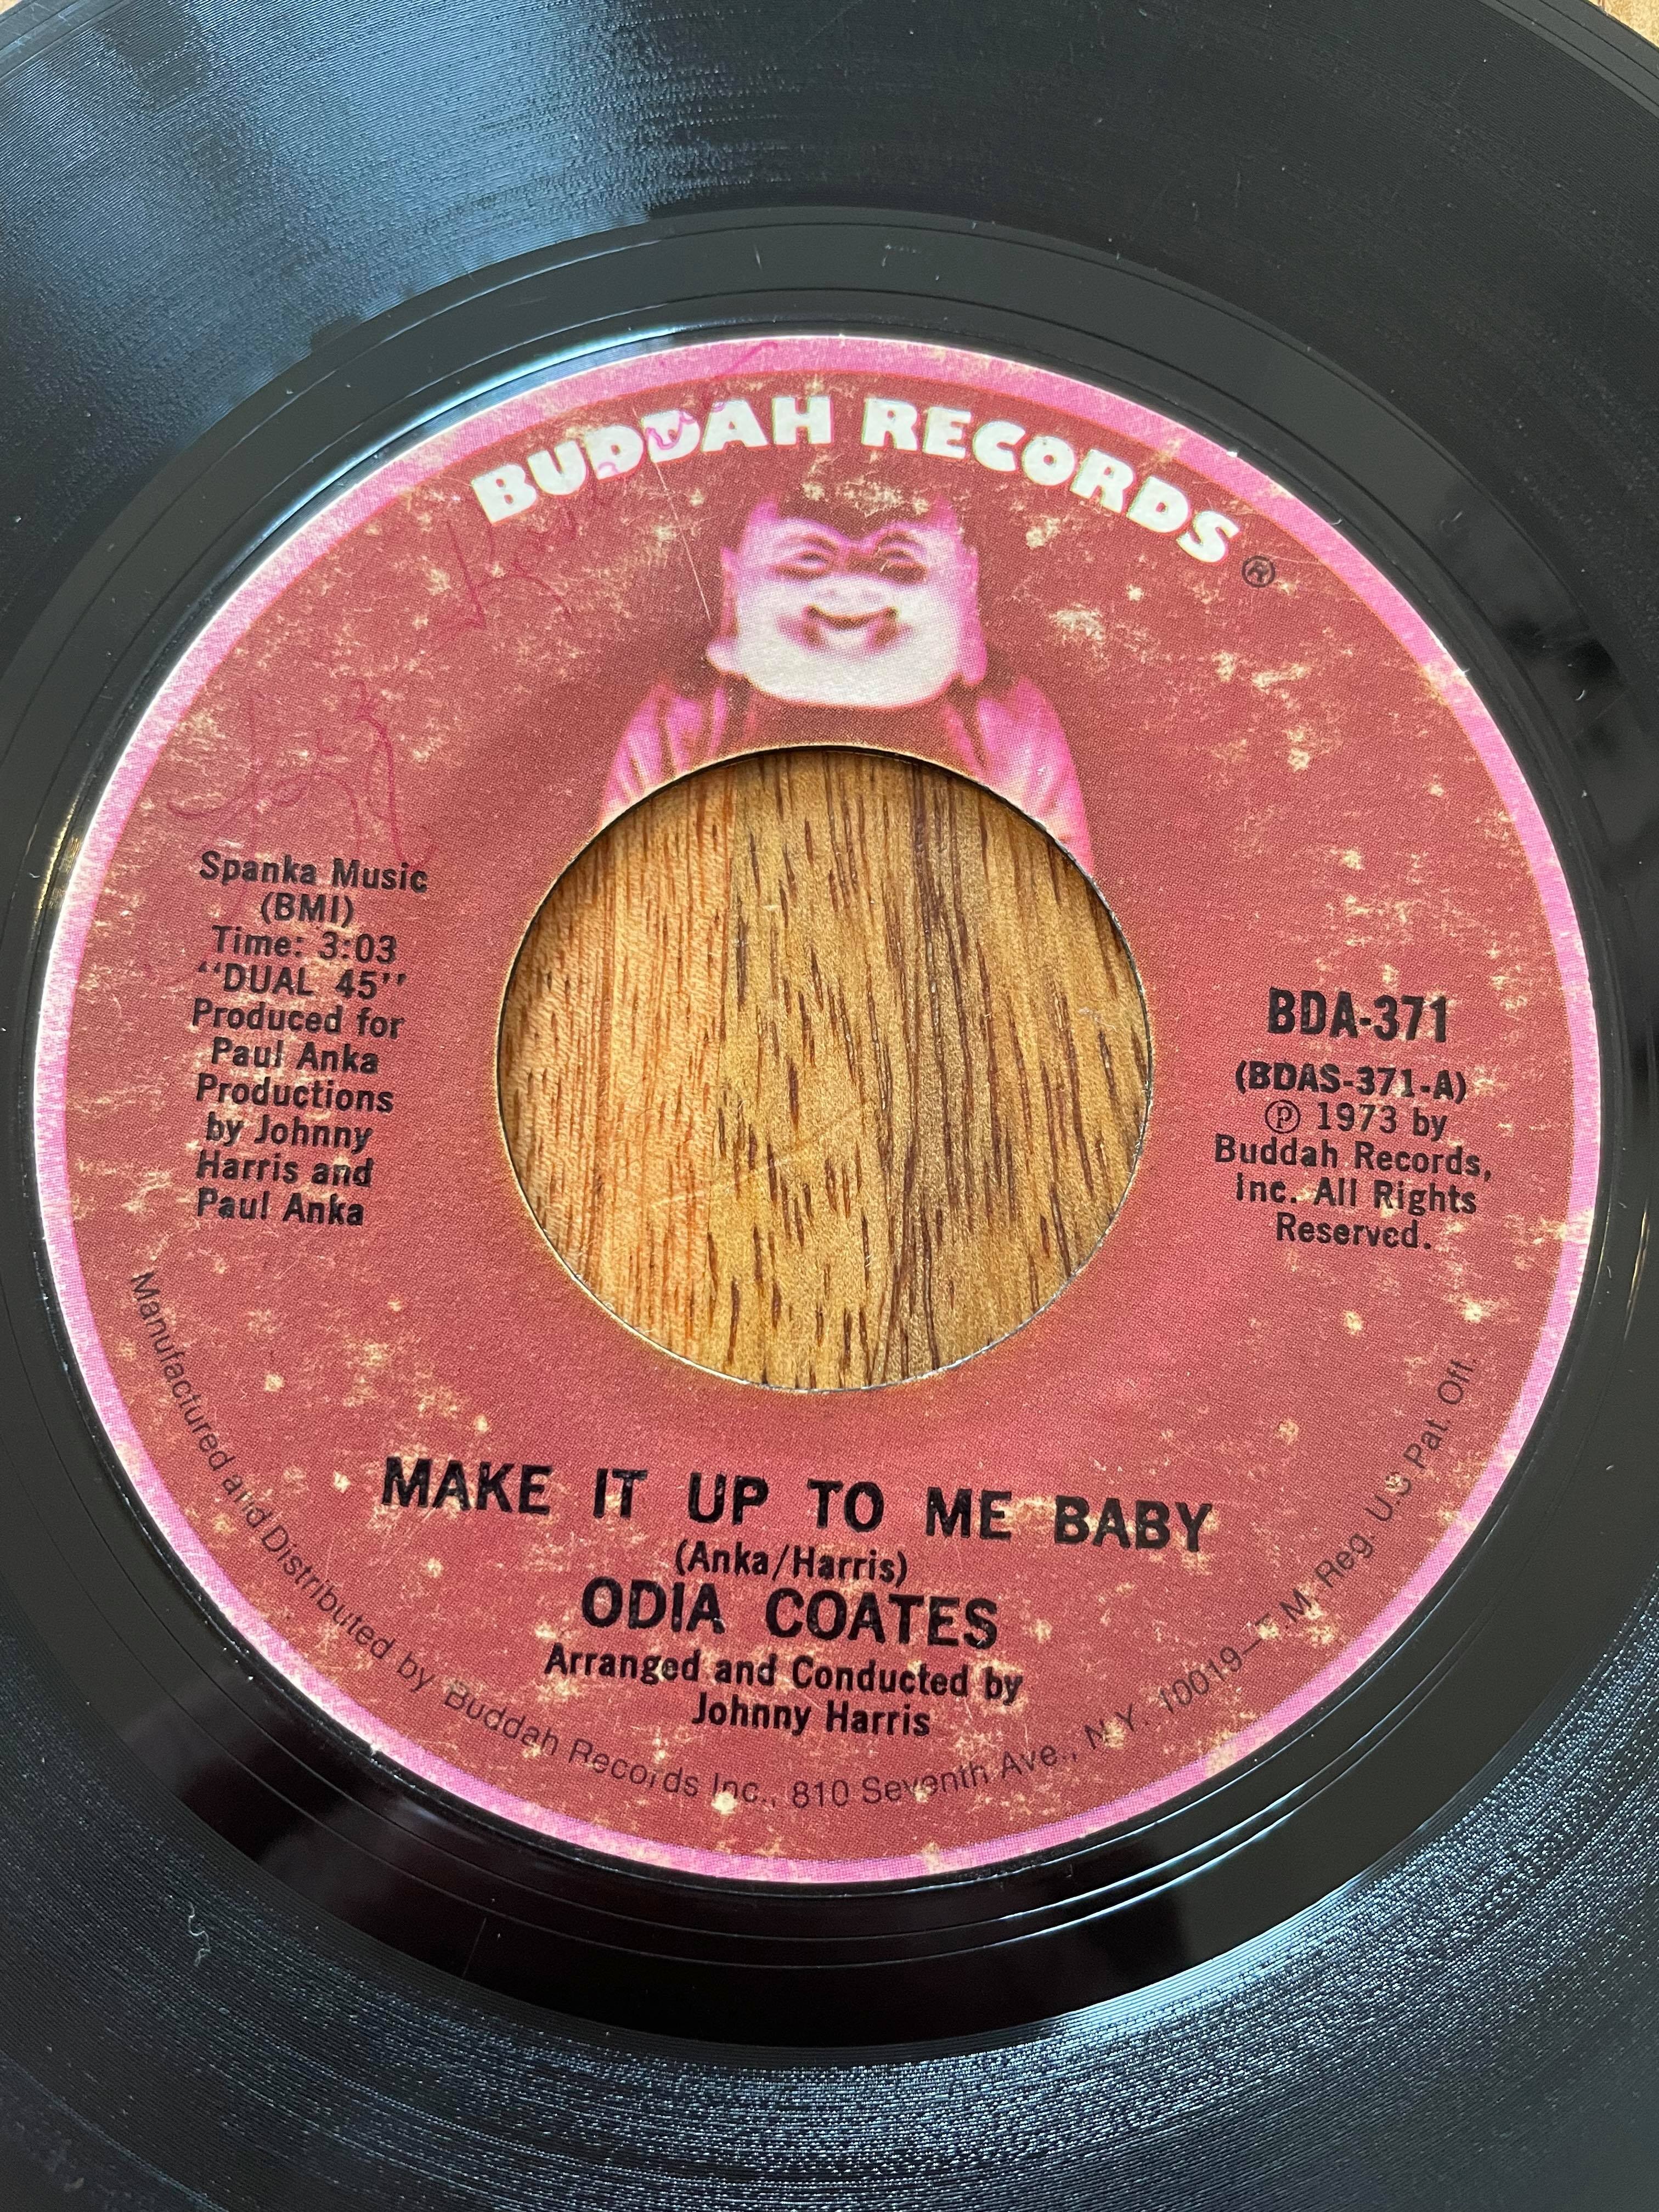 BUDDAH RECORDS ®
Spanka Music
(BMI)
Time: 3:03
“DUAL 45”
Produced for
Paul Anka
Productions
by Johnny
Harris and
Paul Anka
BDA-371
(BDAS-371-A)
℗ 1973 by
Buddah Records,
Inc. All Rights
Reserved.
MAKE IT UP TO ME BABY
(Anka/Harris)
ODIA COATES
Arranged and Conducted by
Johnny Harris
Manufactured and Distributed by Buddah Records Inc., 810 Seventh Ave., N.Y. 10019—T.M. Reg. U.S. Pat. Off.